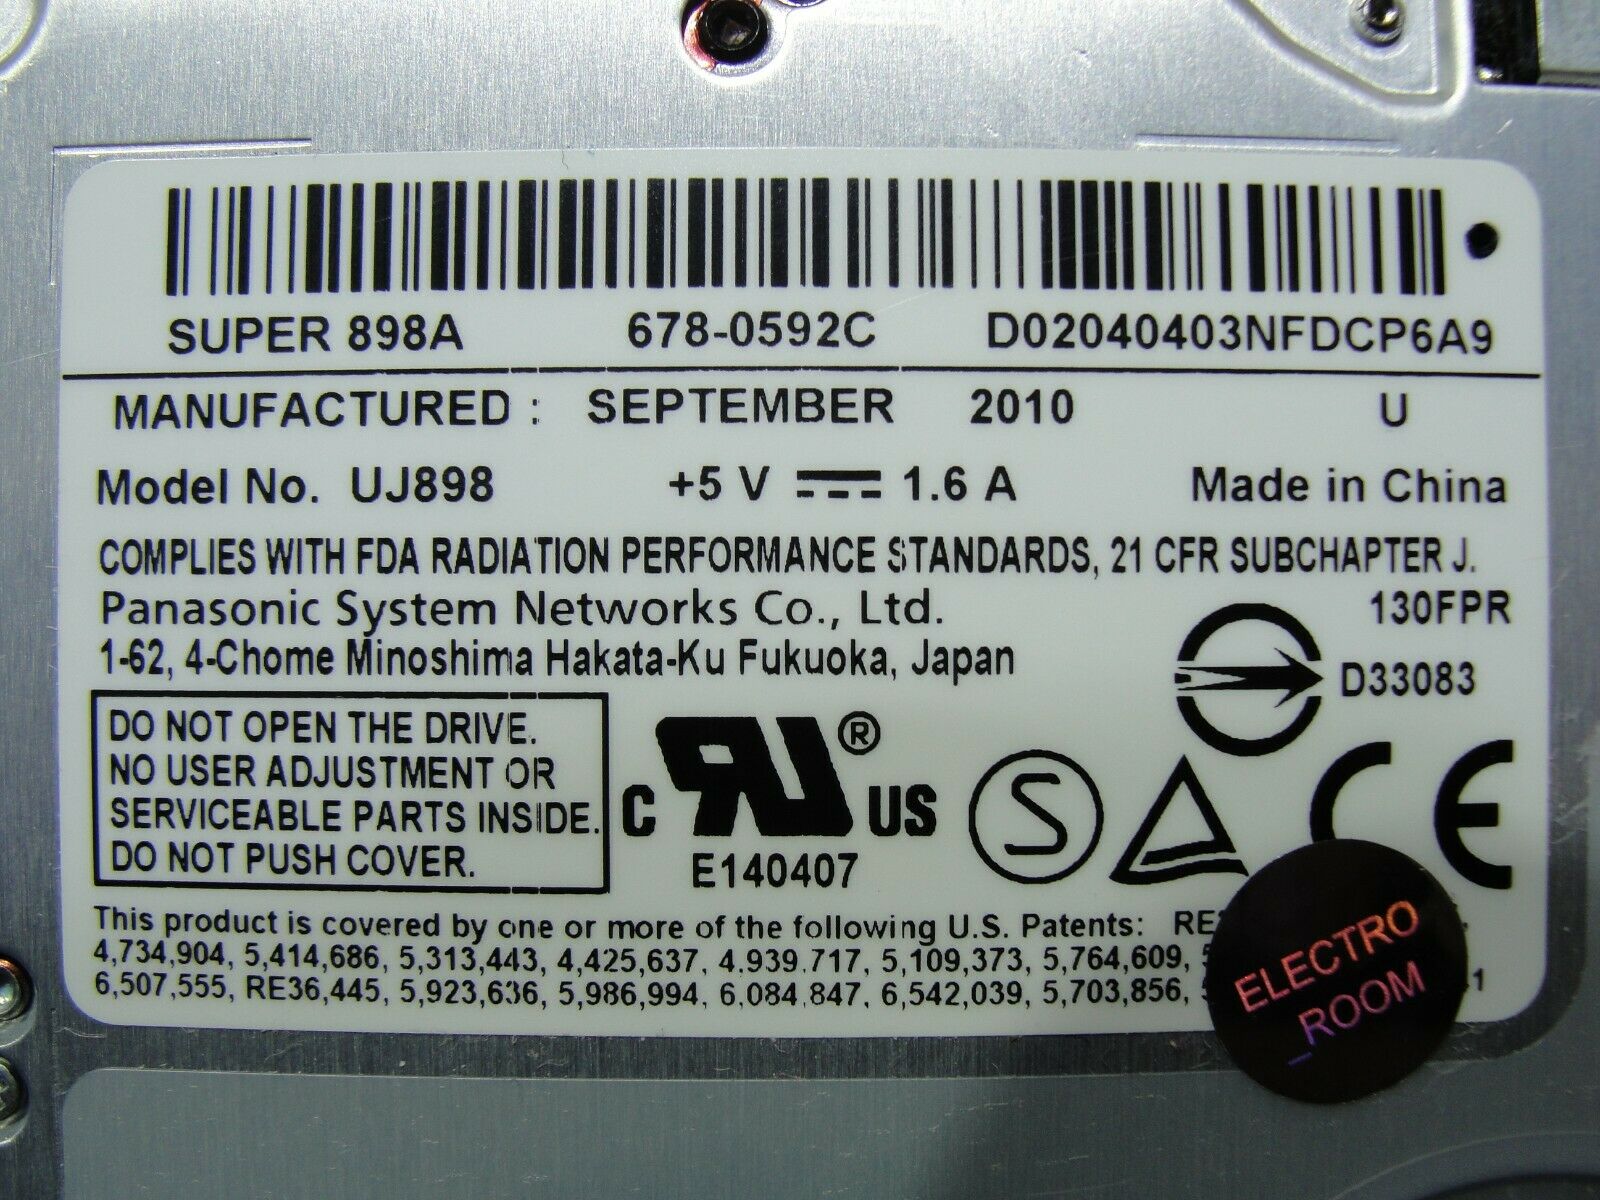 SUPER 898A 678-0592C D02040403NFDCP6A9
MANUFACTURED : SEPTEMBER 2010 U
Model No. UJ898 +5 V 1.6 A Made in China
COMPLIES WITH FDA RADIATION PERFORMANCE STANDARDS, 21 CFR SUBCHAPTER J.
Panasonic System Networks Co., Ltd.
130FPR
1-62, 4-Chome Minoshima Hakata-Ku Fukuoka, Japan
D33083
DO NOT OPEN THE DRIVE.
NO USER ADJUSTMENT OR
SERVICEABLE PARTS INSIDE.
DO NOT PUSH COVER.
C UR ® US
E140407
S
CE
This product is covered by one or more of the following U.S. Patents:
4,734,904, 5,414,686, 5,313,443, 4,425,637, 4.939.717, 5,109,373, 5,764,609,
6,507,555, RE36,445, 5,923,636, 5,986,994, 6,084,847, 6,542,039, 5,703,856,
ELECTRO
_ROOM